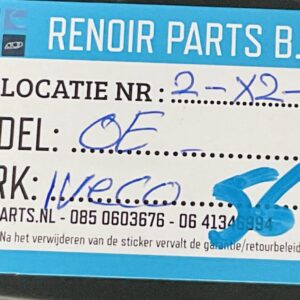 RENOIR PARTS B.
LOCATIE NR: 2-X2-
DEL: OE-
RK: IVECO
ARTS.NL - 085 0603676 - 06 41346994
Na het verwijderen van de sticker vervalt de garantie/retourbeleid